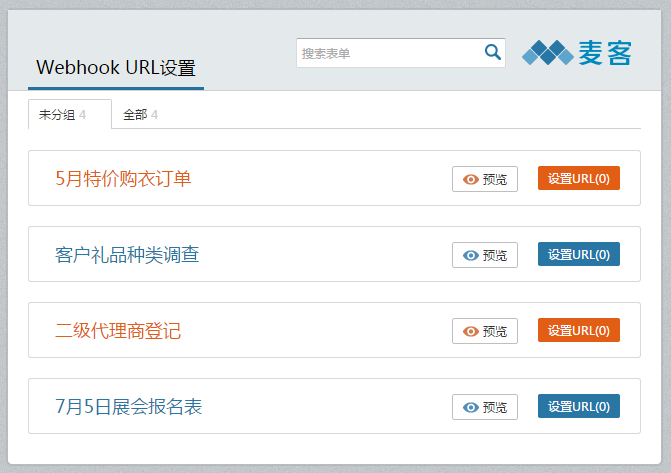 Webhook URL设置
搜索表单
麦客
未分组 4
全部 4
5月特价购衣订单
预览
设置URL(0)
客户礼品种类调查
预览
设置URL(0)
二级代理商登记
预览
设置URL(0)
7月5日展会报名表
预览
设置URL(0)